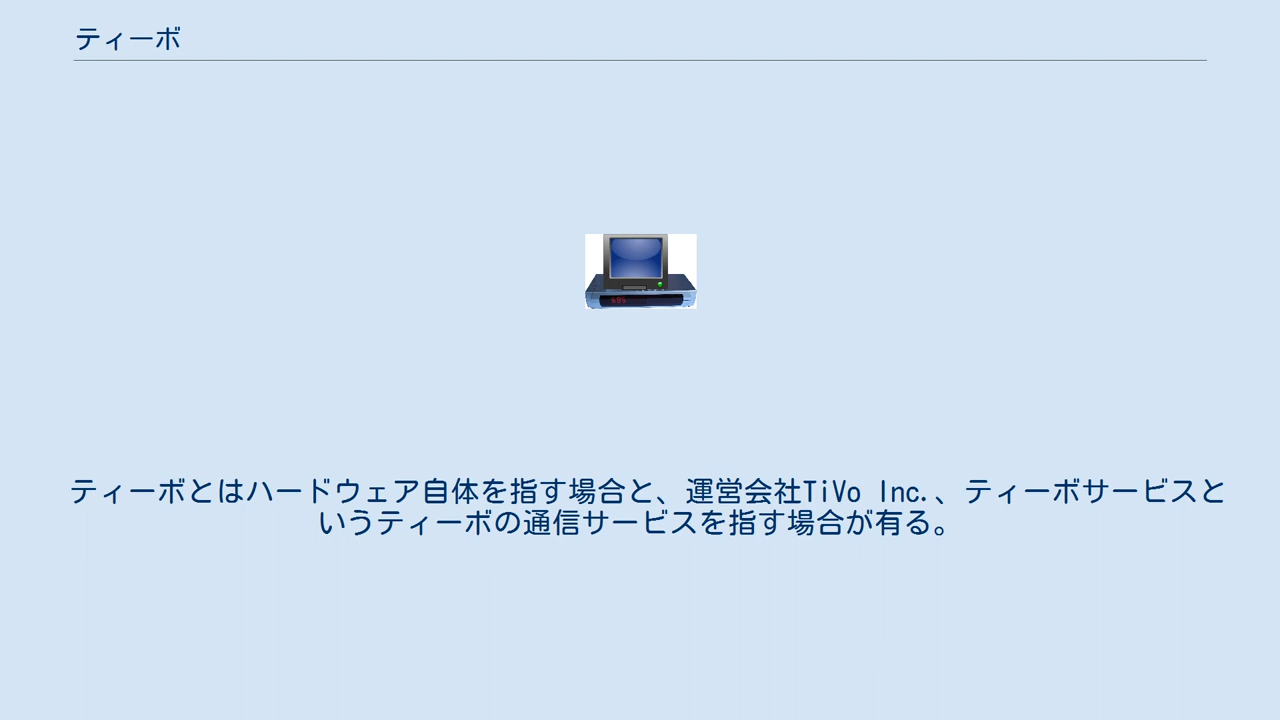 ティーボ
ティーボとはハードウェア自体を指す場合と、運営会社TiVo Inc.、ティーボサービスと
いうティーボの通信サービスを指す場合が有る。